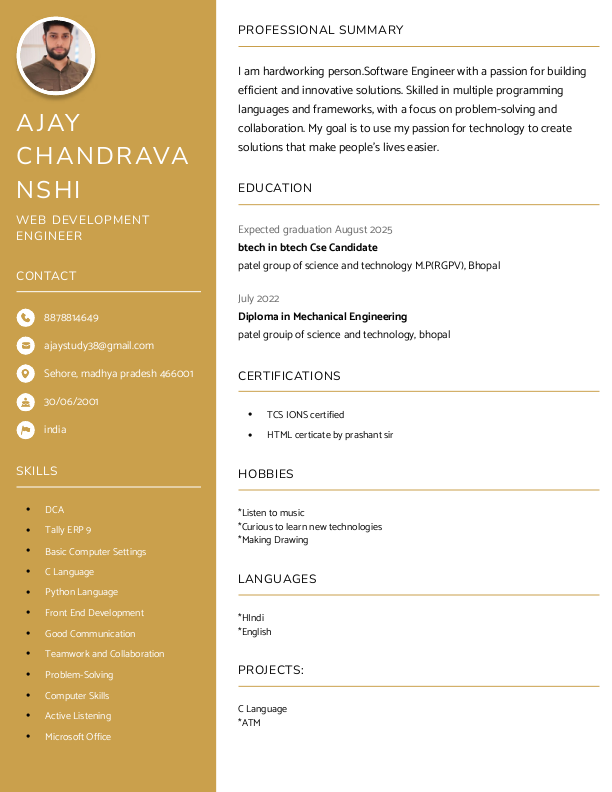 AJAY
CHANDRAVA
NSHI
WEB DEVELOPMENT
ENGINEER
CONTACT
8878814649
ajaystudy38@gmail.com
Sehore, madhya pradesh 466001
30/06/2001
india
SKILLS
• DCA
• Tally ERP 9
• Basic Computer Settings
• C Language
• Python Language
• Front End Development
• Good Communication
• Teamwork and Collaboration
• Problem-Solving
• Computer Skills
• Active Listening
• Microsoft Office
PROFESSIONAL SUMMARY
I am hardworking person.Software Engineer with a passion for building
efficient and innovative solutions. Skilled in multiple programming
languages and frameworks, with a focus on problem-solving and
collaboration. My goal is to use my passion for technology to create
solutions that make people's lives easier.
EDUCATION
Expected graduation August 2025
btech in btech Cse Candidate
patel group of science and technology M.P(RGPV), Bhopal
July 2022
Diploma in Mechanical Engineering
patel grouip of science and technology, bhopal
CERTIFICATIONS
• TCS IONS certified
• HTML certicate by prashant sir
HOBBIES
*Listen to music
*Curious to learn new technologies
*Making Drawing
LANGUAGES
*HIndi
*English
PROJECTS:
C Language
*ATM